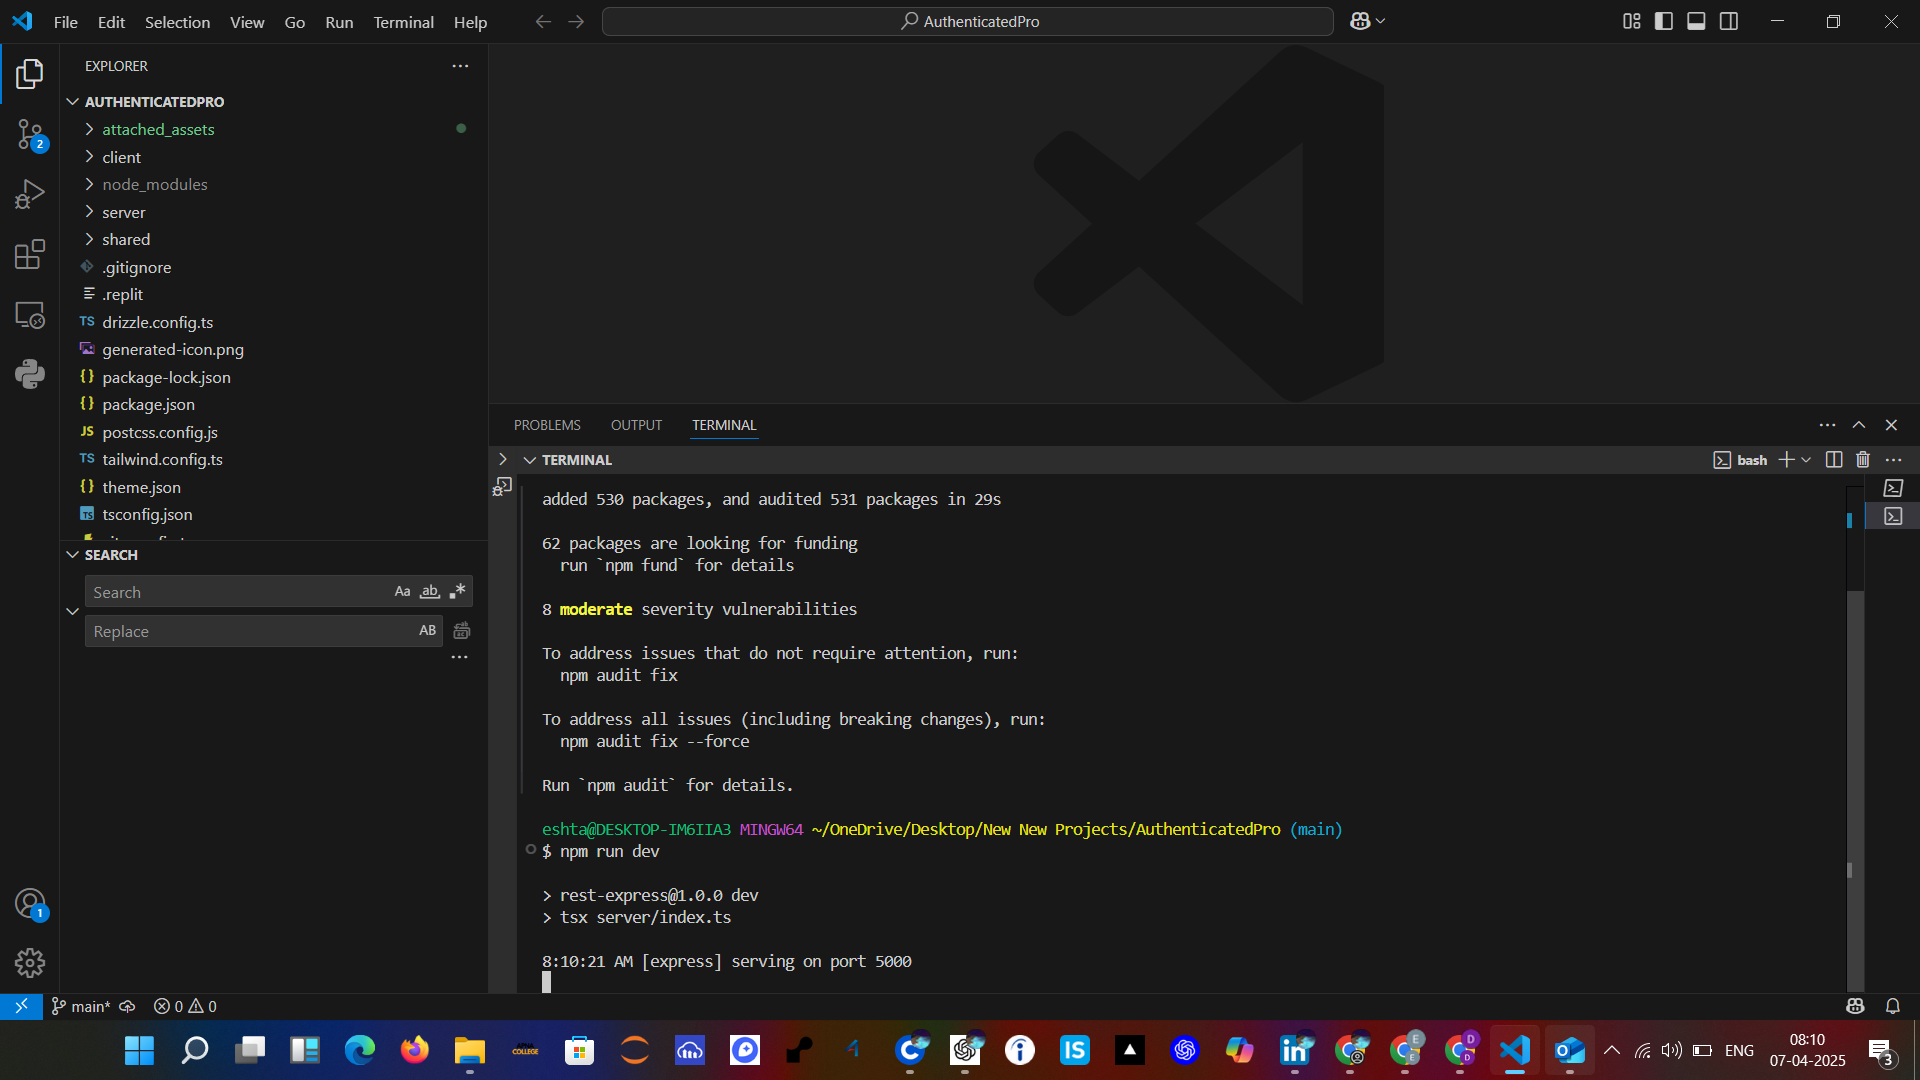 File Edit Selection View Go Run Terminal Help
AuthenticatedPro
EXPLORER
AUTHENTICATEDPRO
attached_assets
2
client
node_modules
server
shared
.gitignore
.replit
TS drizzle.config.ts
generated-icon.png
{ } package-lock.json
{ } package.json
JS postcss.config.js
TS tailwind.config.ts
{ } theme.json
TS tsconfig.json
SEARCH
Search Aa ab
Replace AB
PROBLEMS OUTPUT TERMINAL
TERMINAL
bash
added 530 packages, and audited 531 packages in 29s
62 packages are looking for funding
run `npm fund` for details
8 moderate severity vulnerabilities
To address issues that do not require attention, run:
npm audit fix
To address all issues (including breaking changes), run:
npm audit fix --force
Run `npm audit` for details.
eshta@DESKTOP-IM6IIA3 MINGW64 ~/OneDrive/Desktop/New New Projects/AuthenticatedPro (main)
$ npm run dev
> rest-express@1.0.0 dev
> tsx server/index.ts
8:10:21 AM [express] serving on port 5000
1
main* 0 0
ENG
08:10
07-04-2025
3